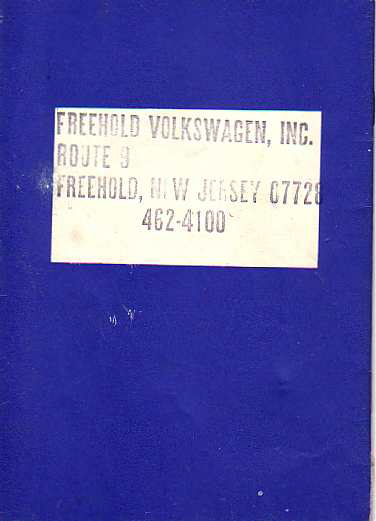 FREEHOLD VOLKSWAGEN, INC.
ROUTE 9
FREEHOLD, NEW JERSEY 07728
462-4100